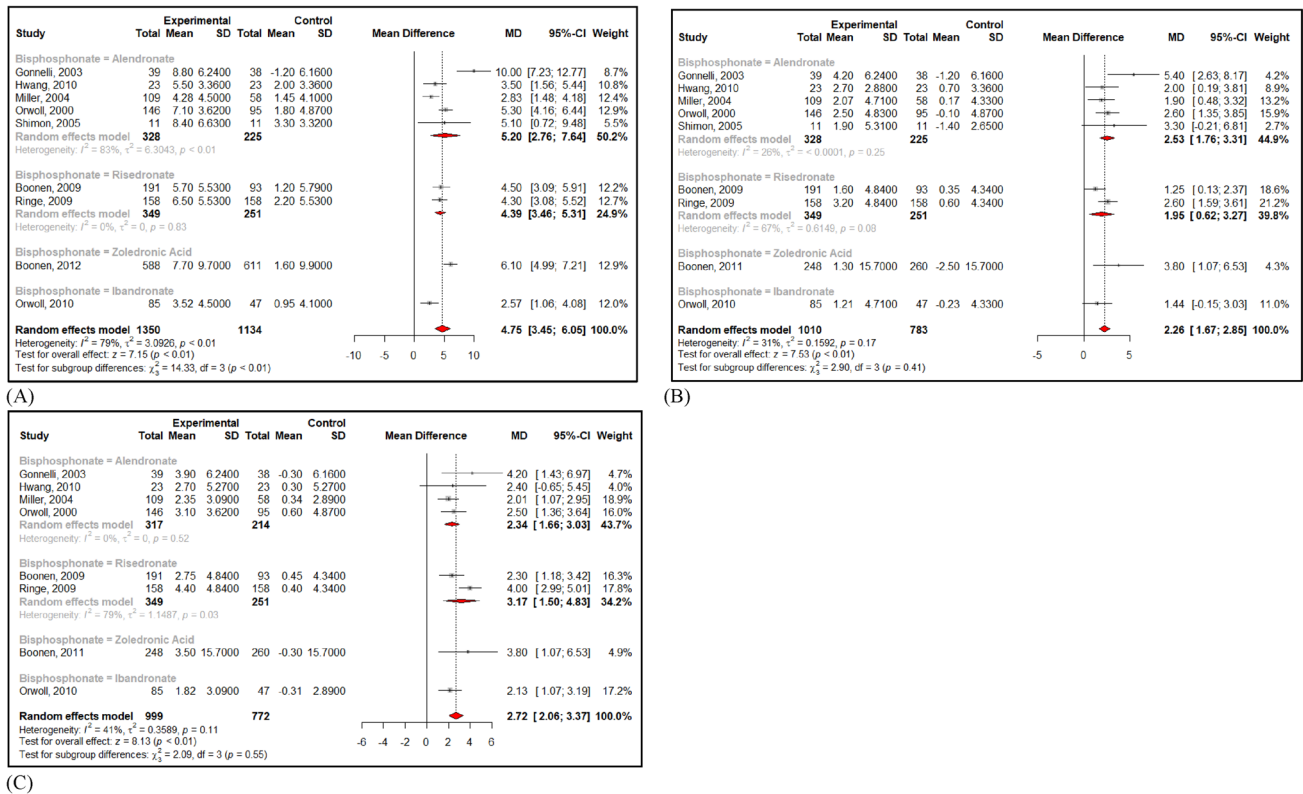 Experimental Control
Study Total Mean SD Total Mean SD Mean Difference MD 95%-CI Weight
Bisphosphonate = Alendronate
Gonnelli, 2003 39 8.80 6.2400 38 -1.20 6.1600 10.00 [7.23; 12.77] 8.7%
Hwang, 2010 23 5.50 3.3600 23 2.00 3.3600 3.50 [1.56; 5.44] 10.8%
Miller, 2004 109 4.28 4.5000 58 1.45 4.1000 2.83 [1.48; 4.18] 12.3%
Orwoll, 2000 146 7.10 3.6200 95 1.80 4.8700 5.30 [4.16; 6.44] 12.9%
Shimon, 2005 11 8.40 6.6300 11 3.30 3.3200 5.10 [0.72; 9.48] 5.5%
Random effects model 328 225 5.20 [2.76; 7.64] 50.2%
Heterogeneity: I² = 83%, τ² = 6.3043, p < 0.01
Bisphosphonate = Risedronate
Boonen, 2009 191 5.70 5.5300 93 1.20 5.7900 4.50 [3.09; 5.91] 12.2%
Ringe, 2009 158 6.50 5.5300 158 2.20 5.5300 4.30 [3.08; 5.52] 12.7%
Random effects model 349 251 4.39 [3.46; 5.31] 24.9%
Heterogeneity: I² = 0%, τ² = 0, p = 0.83
Bisphosphonate = Zoledronic Acid
Boonen, 2012 588 7.70 9.7000 611 1.60 9.9000 6.10 [4.99; 7.21] 12.9%
Bisphosphonate = Ibandronate
Orwoll, 2010 85 3.52 4.5000 47 0.95 4.1000 2.57 [1.06; 4.08] 12.0%
Random effects model 1350 1134 4.75 [3.45; 6.05] 100.0%
Heterogeneity: I² = 79%, τ² = 3.0926, p < 0.01
Test for overall effect: z = 7.15 (p < 0.01)
Test for subgroup differences: χ²₃ = 14.33, df = 3 (p < 0.01)
-10 -5 0 5 10
(A)
Experimental Control
Study Total Mean SD Total Mean SD Mean Difference MD 95%-CI Weight
Bisphosphonate = Alendronate
Gonnelli, 2003 39 4.20 6.2400 38 -1.20 6.1600 5.40 [2.63; 8.17] 4.2%
Hwang, 2010 23 2.70 2.8800 23 0.70 3.3600 2.00 [0.19; 3.81] 8.9%
Miller, 2004 109 2.07 4.7100 58 0.17 4.3300 1.90 [0.48; 3.32] 13.2%
Orwoll, 2000 146 2.50 4.8300 95 -0.10 4.8700 2.60 [1.35; 3.85] 15.9%
Shimon, 2005 11 1.90 5.3100 11 -1.40 2.6500 3.30 [-0.21; 6.81] 2.7%
Random effects model 328 225 2.53 [1.76; 3.31] 44.9%
Heterogeneity: I² = 26%, τ² = < 0.0001, p = 0.25
Bisphosphonate = Risedronate
Boonen, 2009 191 1.60 4.8400 93 0.35 4.3400 1.25 [0.13; 2.37] 18.6%
Ringe, 2009 158 3.20 4.8400 158 0.60 4.3400 2.60 [1.59; 3.61] 21.2%
Random effects model 349 251 1.95 [0.62; 3.27] 39.8%
Heterogeneity: I² = 67%, τ² = 0.6149, p = 0.08
Bisphosphonate = Zoledronic Acid
Boonen, 2011 248 1.30 15.7000 260 -2.50 15.7000 3.80 [1.07; 6.53] 4.3%
Bisphosphonate = Ibandronate
Orwoll, 2010 85 1.21 4.7100 47 -0.23 4.3300 1.44 [-0.15; 3.03] 11.0%
Random effects model 1010 783 2.26 [1.67; 2.85] 100.0%
Heterogeneity: I² = 31%, τ² = 0.1592, p = 0.17
Test for overall effect: z = 7.53 (p < 0.01)
Test for subgroup differences: χ²₃ = 2.90, df = 3 (p = 0.41)
-5 0 5
(B)
Experimental Control
Study Total Mean SD Total Mean SD Mean Difference MD 95%-CI Weight
Bisphosphonate = Alendronate
Gonnelli, 2003 39 3.90 6.2400 38 -0.30 6.1600 4.20 [1.43; 6.97] 4.7%
Hwang, 2010 23 2.70 5.2700 23 0.30 5.2700 2.40 [-0.65; 5.45] 4.0%
Miller, 2004 109 2.35 3.0900 58 0.34 2.8900 2.01 [1.07; 2.95] 18.9%
Orwoll, 2000 146 3.10 3.6200 95 0.60 4.8700 2.50 [1.36; 3.64] 16.0%
Random effects model 317 214 2.34 [1.66; 3.03] 43.7%
Heterogeneity: I² = 0%, τ² = 0, p = 0.52
Bisphosphonate = Risedronate
Boonen, 2009 191 2.75 4.8400 93 0.45 4.3400 2.30 [1.18; 3.42] 16.3%
Ringe, 2009 158 4.40 4.8400 158 0.40 4.3400 4.00 [2.99; 5.01] 17.8%
Random effects model 349 251 3.17 [1.50; 4.83] 34.2%
Heterogeneity: I² = 79%, τ² = 1.1487, p = 0.03
Bisphosphonate = Zoledronic Acid
Boonen, 2011 248 3.50 15.7000 260 -0.30 15.7000 3.80 [1.07; 6.53] 4.9%
Bisphosphonate = Ibandronate
Orwoll, 2010 85 1.82 3.0900 47 -0.31 2.8900 2.13 [1.07; 3.19] 17.2%
Random effects model 999 772 2.72 [2.06; 3.37] 100.0%
Heterogeneity: I² = 41%, τ² = 0.3589, p = 0.11
Test for overall effect: z = 8.13 (p < 0.01)
Test for subgroup differences: χ²₃ = 2.09, df = 3 (p = 0.55)
-6 -4 -2 0 2 4 6
(C)